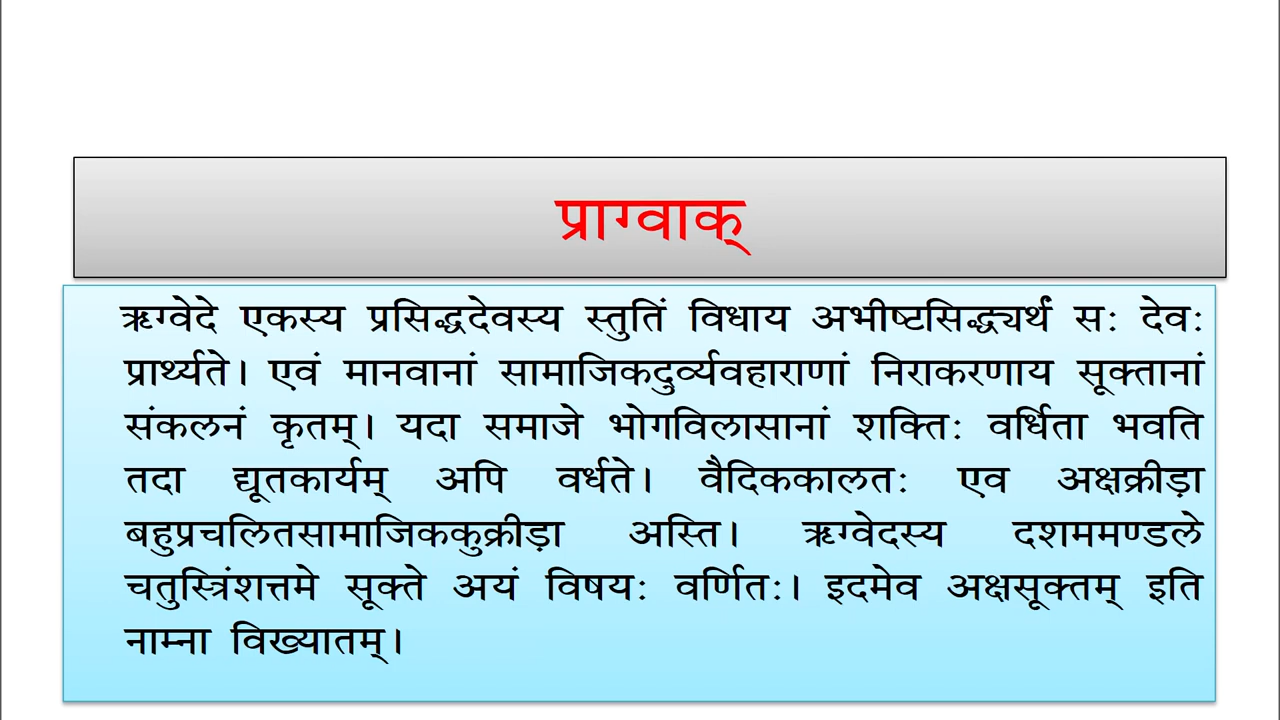 प्राग्वाक्
ऋग्वेदे एकस्य प्रसिद्धदेवस्य स्तुतिं विधाय अभीष्टसिद्ध्यर्थं सः देवः
प्रार्थ्यते। एवं मानवानां सामाजिकदुर्व्यवहाराणां निराकरणाय सूक्तानां
संकलनं कृतम्। यदा समाजे भोगविलासानां शक्तिः वर्धिता भवति
तदा द्यूतकार्यम् अपि वर्धते। वैदिककालतः एव अक्षक्रीड़ा
बहुप्रचलितसामाजिककुक्रीड़ा अस्ति। ऋग्वेदस्य दशममण्डले
चतुस्त्रिंशत्तमे सूक्ते अयं विषयः वर्णितः। इदमेव अक्षसूक्तम् इति
नाम्ना विख्यातम्।